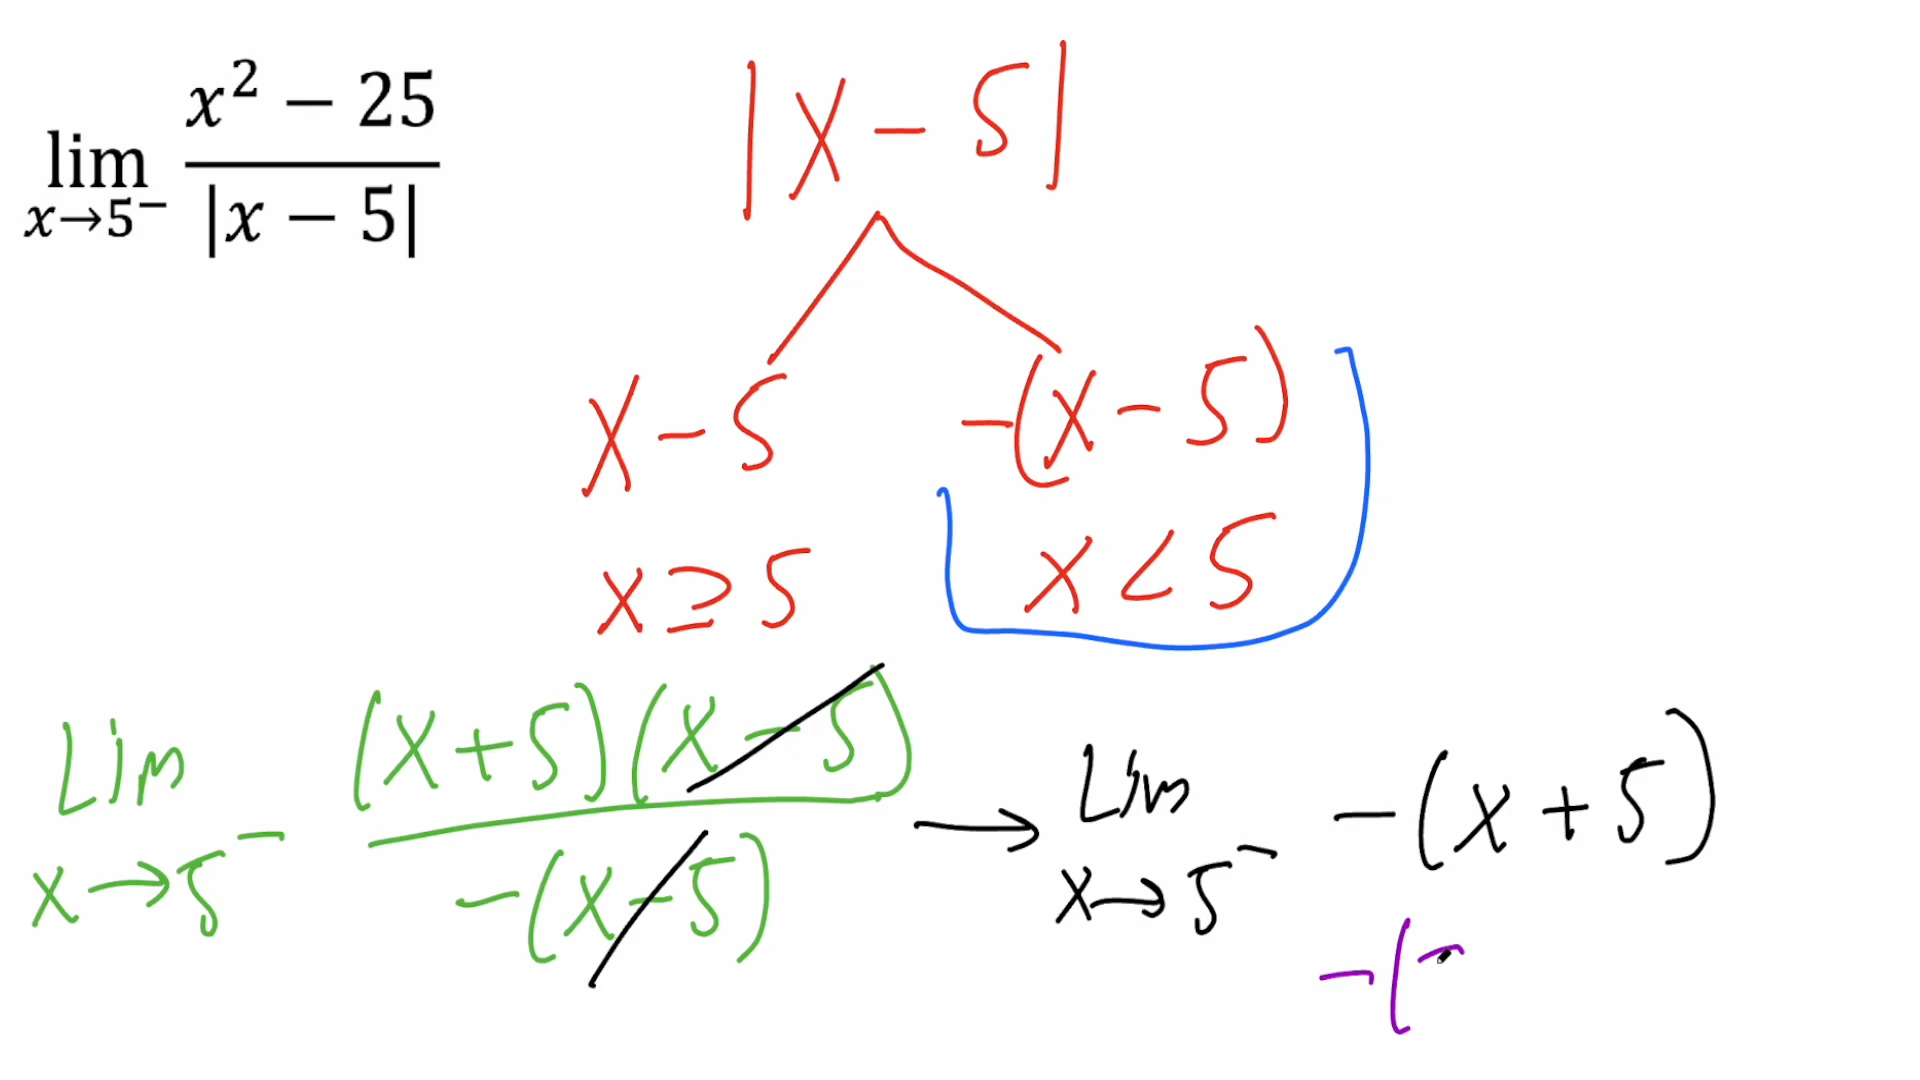 lim x→5⁻ (x² − 25)/|x − 5|
|x - 5|
x - 5 -(x - 5)
x ≥ 5 x < 5
Lim x→5⁻ (x+5)(x-5)/-(x-5) → Lim x→5⁻ -(x+5)
-(